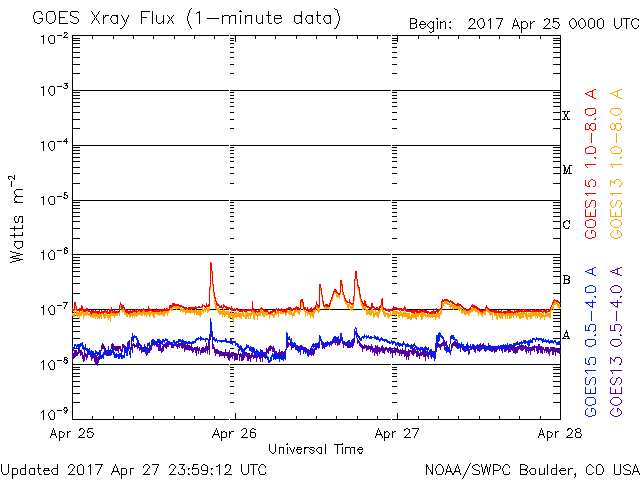 GOES Xray Flux (1-minute data)
Begin: 2017 Apr 25 0000 UTC
10⁻²
10⁻³
10⁻⁴
10⁻⁵
10⁻⁶
10⁻⁷
10⁻⁸
10⁻⁹
Watts m⁻²
X
M
C
B
A
GOES15 1.0-8.0 A
GOES13 1.0-8.0 A
GOES15 0.5-4.0 A
GOES13 0.5-4.0 A
Apr 25
Apr 26
Apr 27
Apr 28
Universal Time
Updated 2017 Apr 27 23:59:12 UTC
NOAA/SWPC Boulder, CO USA